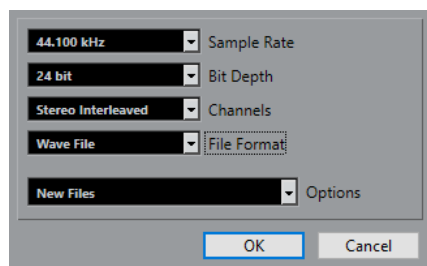 44.100 kHz Sample Rate
24 bit Bit Depth
Stereo Interleaved Channels
Wave File File Format
New Files Options
OK Cancel